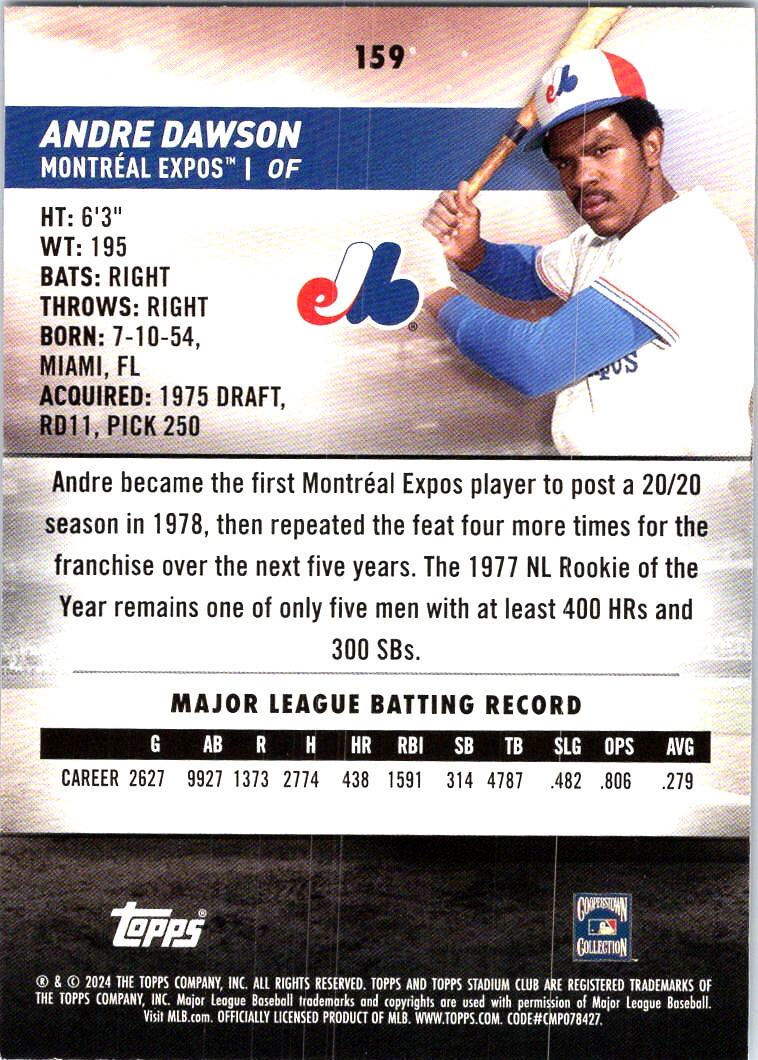 159
ANDRE DAWSON
MONTRÉAL EXPOS™ | OF
HT: 6'3"
WT: 195
BATS: RIGHT
THROWS: RIGHT
BORN: 7-10-54,
MIAMI, FL
ACQUIRED: 1975 DRAFT,
RD11, PICK 250
eb
®
Andre became the first Montréal Expos player to post a 20/20
season in 1978, then repeated the feat four more times for the
franchise over the next five years. The 1977 NL Rookie of the
Year remains one of only five men with at least 400 HRs and
300 SBs.
MAJOR LEAGUE BATTING RECORD
G AB R H HR RBI SB TB SLG OPS AVG
CAREER 2627 9927 1373 2774 438 1591 314 4787 .482 .806 .279
topps®
COOPERSTOWN
COLLECTION
® & © 2024 THE TOPPS COMPANY, INC. ALL RIGHTS RESERVED. TOPPS AND TOPPS STADIUM CLUB ARE REGISTERED TRADEMARKS OF
THE TOPPS COMPANY, INC. Major League Baseball trademarks and copyrights are used with permission of Major League Baseball.
Visit MLB.com. OFFICIALLY LICENSED PRODUCT OF MLB. WWW.TOPPS.COM. CODE#CMP078427.